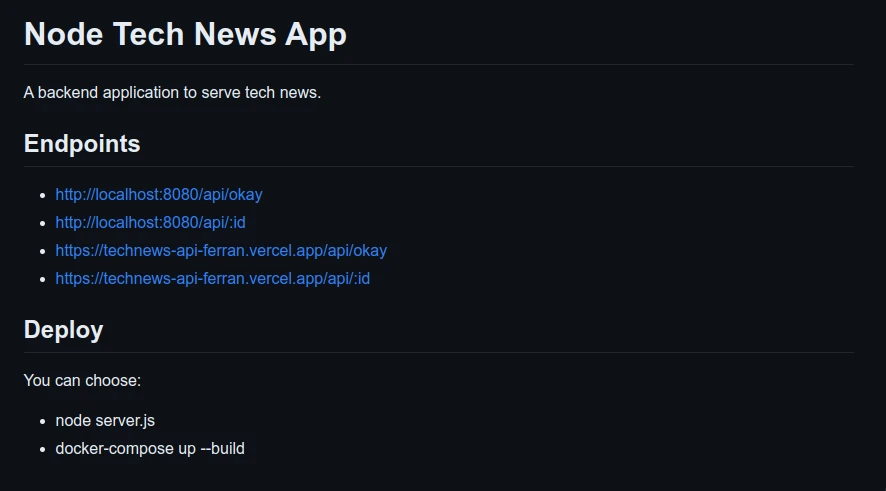 Node Tech News App
A backend application to serve tech news.
Endpoints
http://localhost:8080/api/okay
http://localhost:8080/api/:id
https://technews-api-ferran.vercel.app/api/okay
https://technews-api-ferran.vercel.app/api/:id
Deploy
You can choose:
node server.js
docker-compose up --build